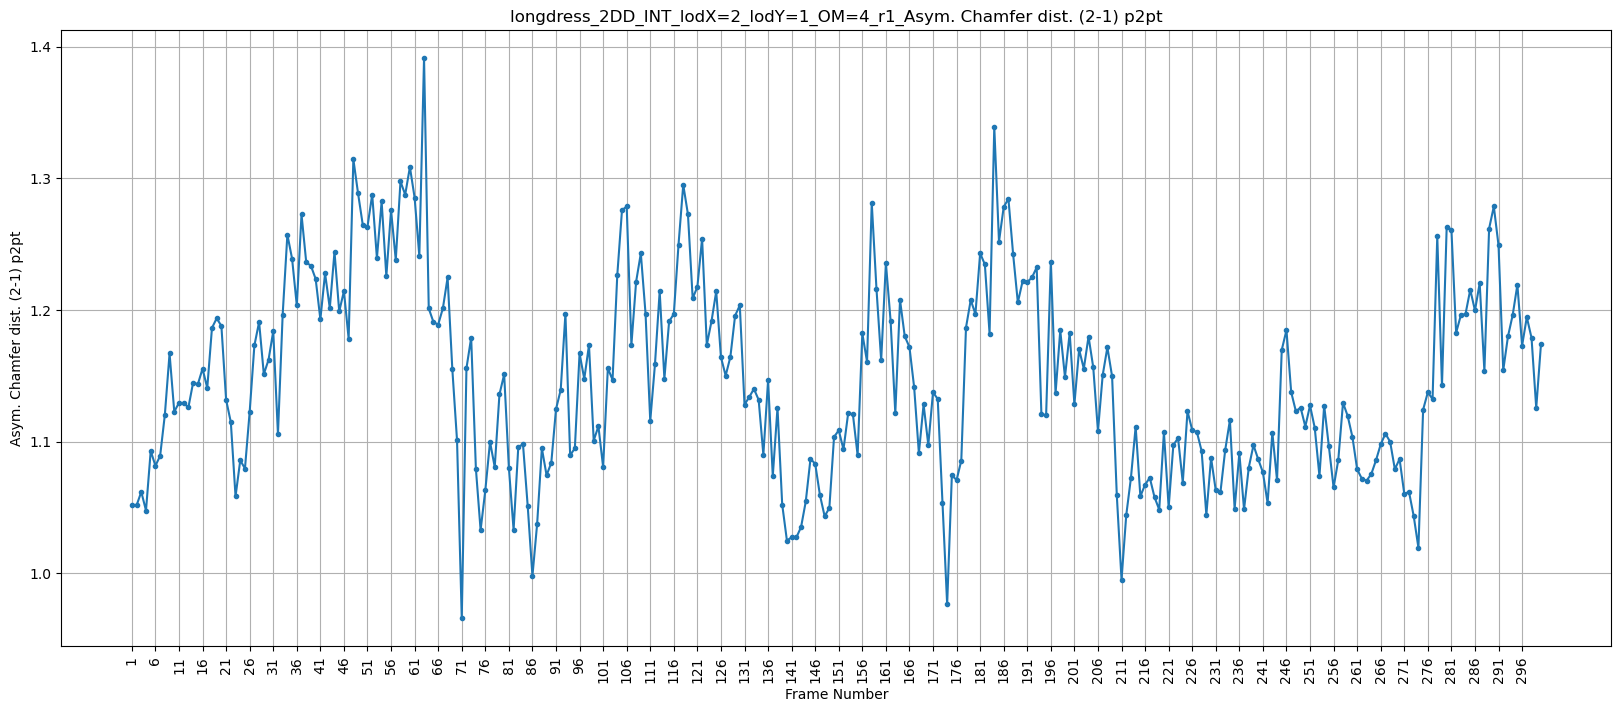 longdress_2DD_INT_lodX=2_lodY=1_OM=4_r1_Asym. Chamfer dist. (2-1) p2pt
Asym. Chamfer dist. (2-1) p2pt
1.4
1.3
1.2
1.1
1.0
1 6 11 16 21 26 31 36 41 46 51 56 61 66 71 76 81 86 91 96 101 106 111 116 121 126 131 136 141 146 151 156 161 166 171 176 181 186 191 196 201 206 211 216 221 226 231 236 241 246 251 256 261 266 271 276 281 286 291 296
Frame Number